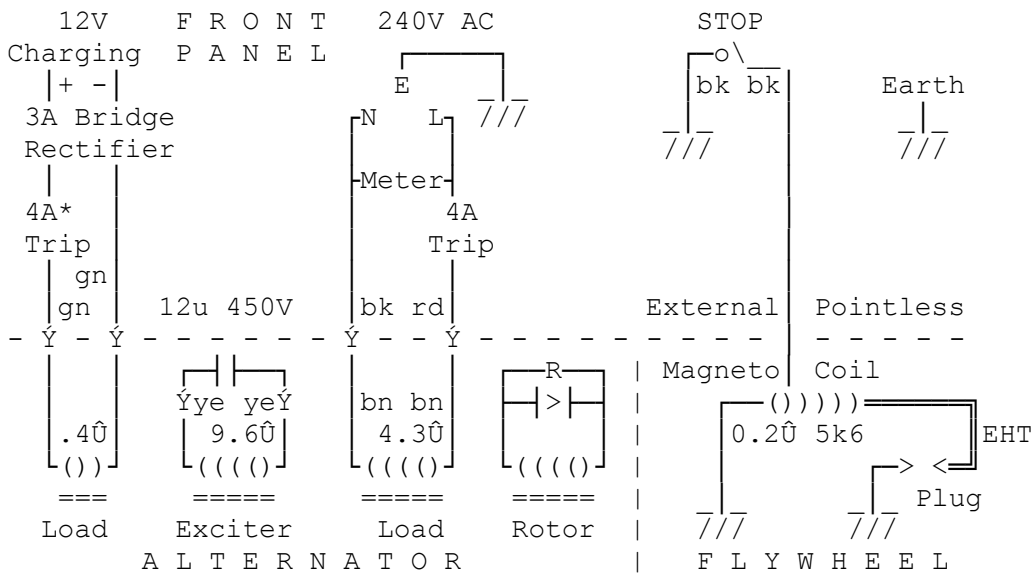 12V F R O N T 240V AC STOP
Charging P A N E L
+ - E bk bk Earth
3A Bridge N L
Rectifier
Meter
4A* 4A
Trip Trip
gn
gn 12u 450V bk rd External Pointless
Ý Ý Ý Ý
R Magneto Coil
Ýye yeÝ bn bn
.4Û 9.6Û 4.3Û 0.2Û 5k6 EHT
Plug
Load Exciter Load Rotor
A L T E R N A T O R F L Y W H E E L